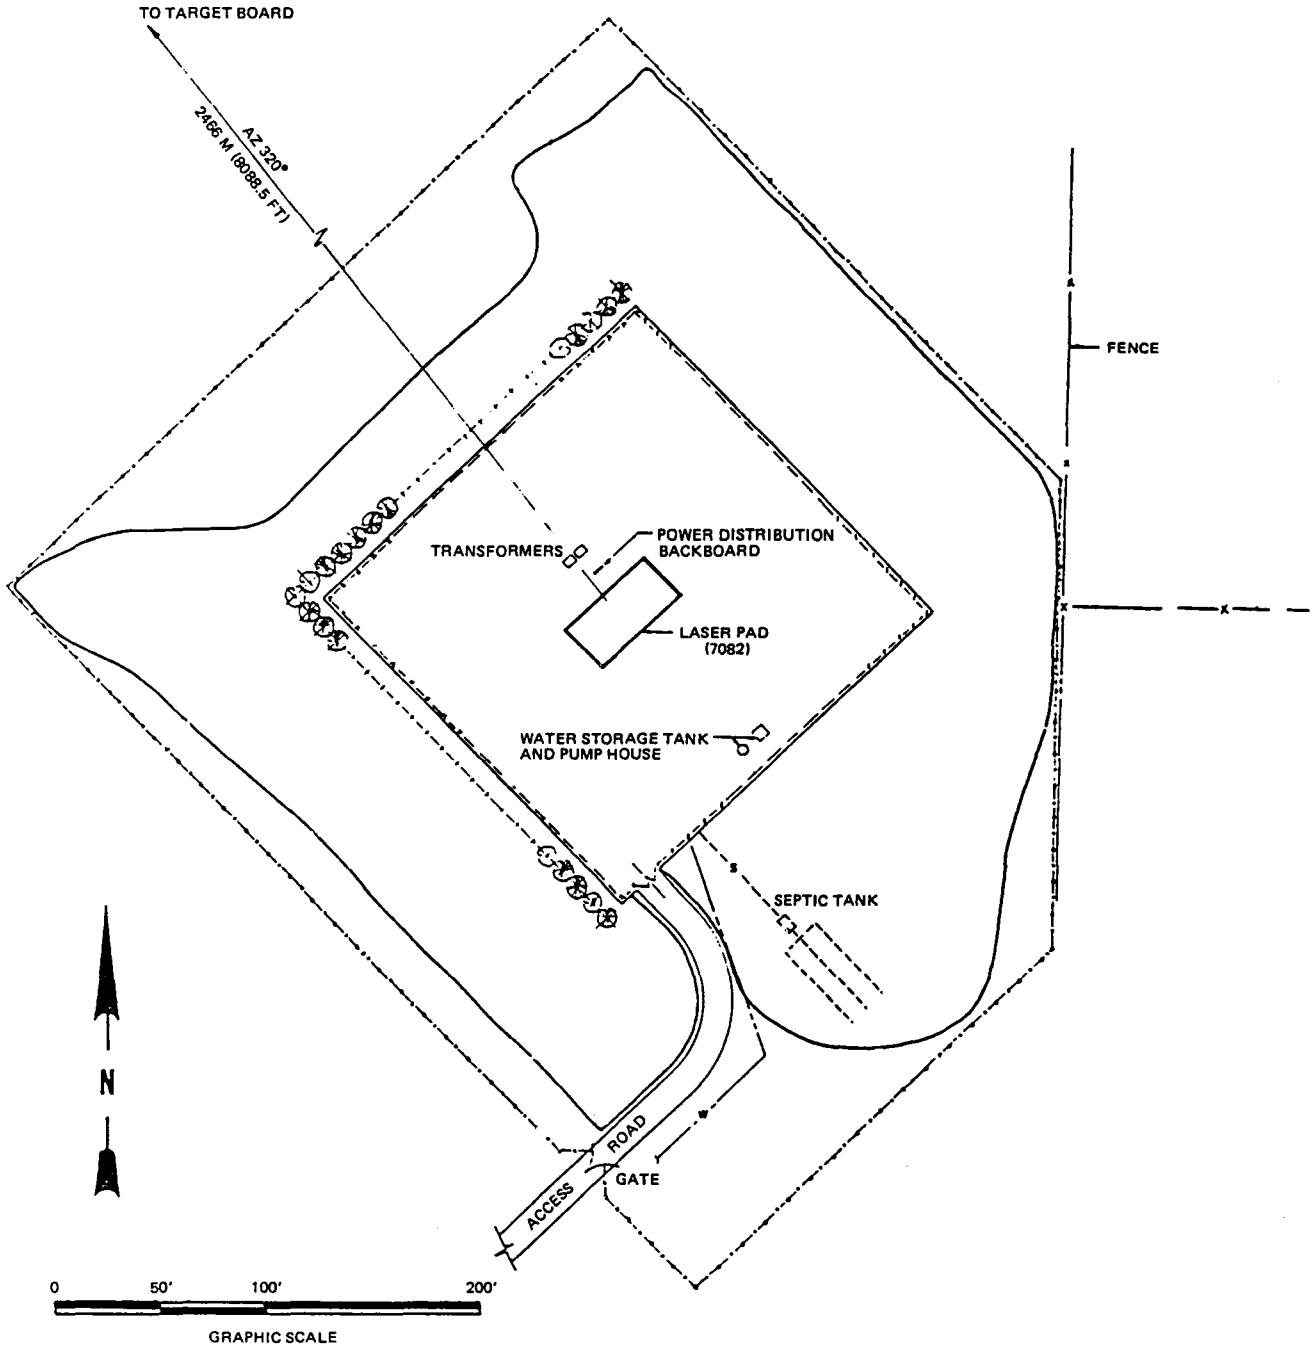 TO TARGET BOARD
AZ 320°
2466 M (8088.5 FT)
FENCE
POWER DISTRIBUTION
BACKBOARD
TRANSFORMERS
LASER PAD
(7082)
WATER STORAGE TANK
AND PUMP HOUSE
S
SEPTIC TANK
N
W
ROAD
GATE
ACCESS
0 50' 100' 200'
GRAPHIC SCALE
X
X
X